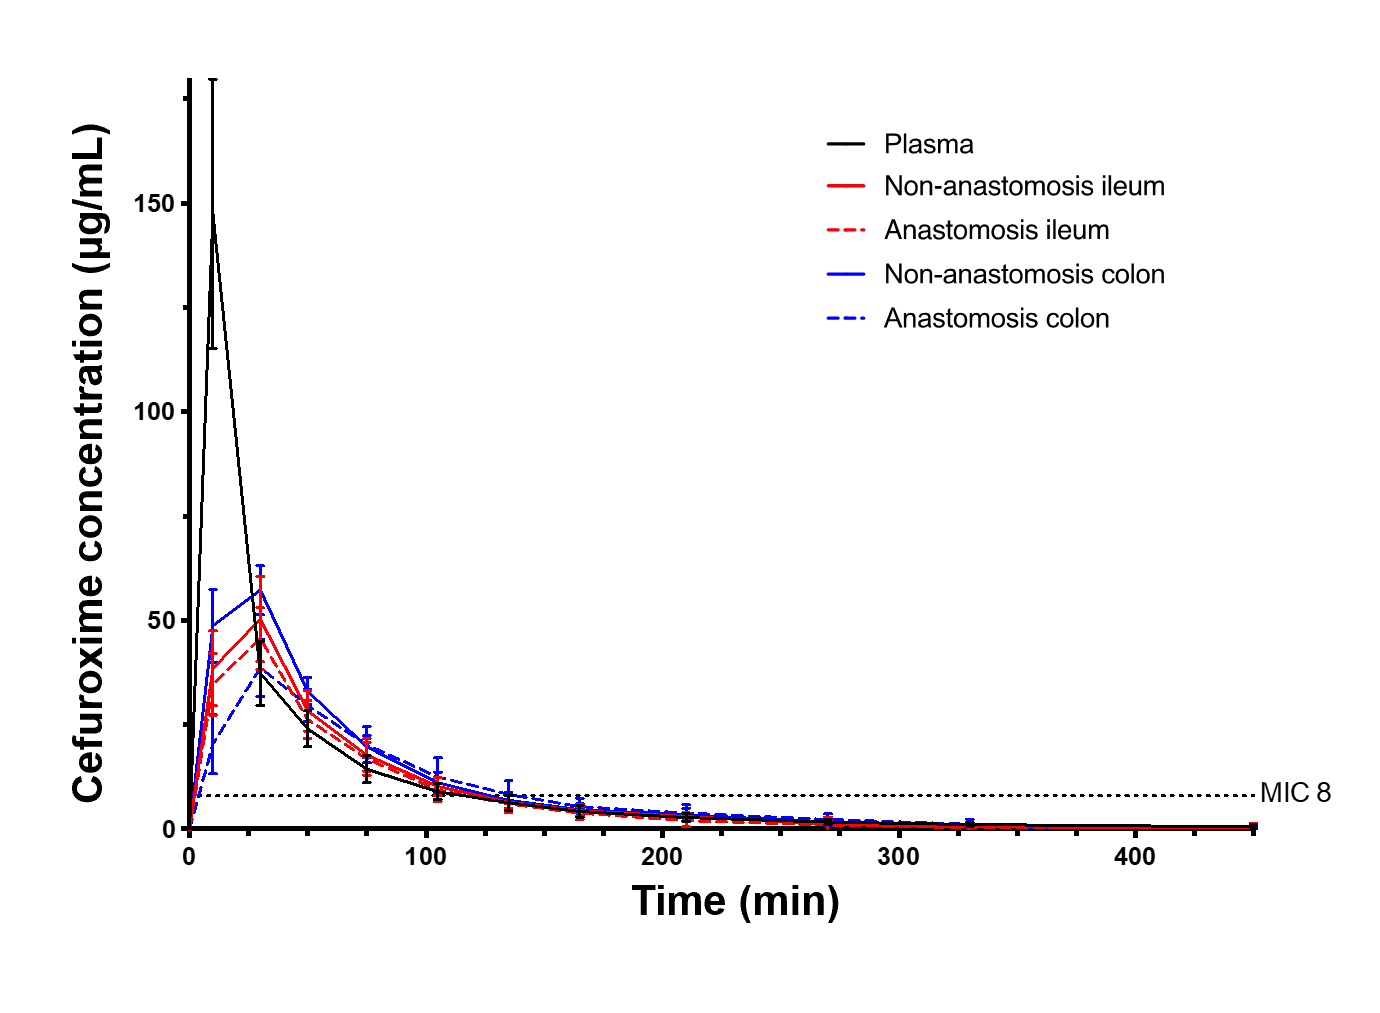 Cefuroxime concentration (µg/mL)
150
100
50
0
Plasma
Non-anastomosis ileum
Anastomosis ileum
Non-anastomosis colon
Anastomosis colon
MIC 8
0 100 200 300 400
Time (min)